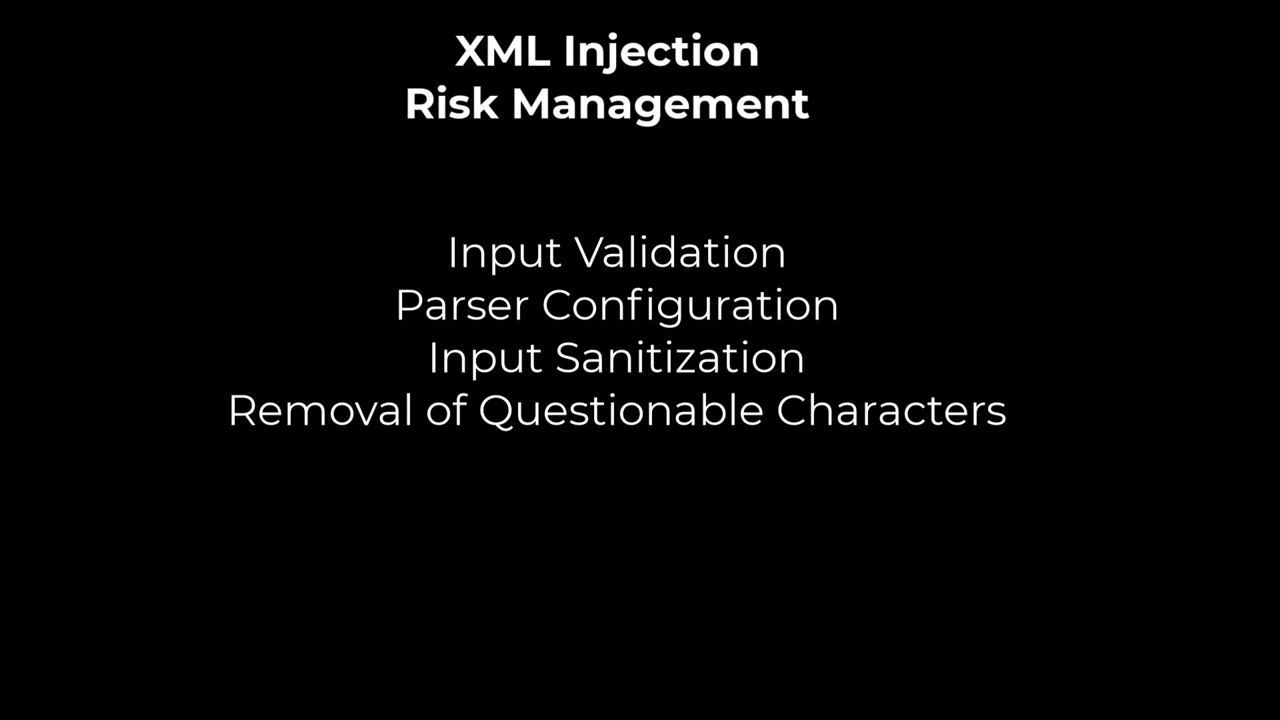 XML Injection
Risk Management
Input Validation
Parser Configuration
Input Sanitization
Removal of Questionable Characters